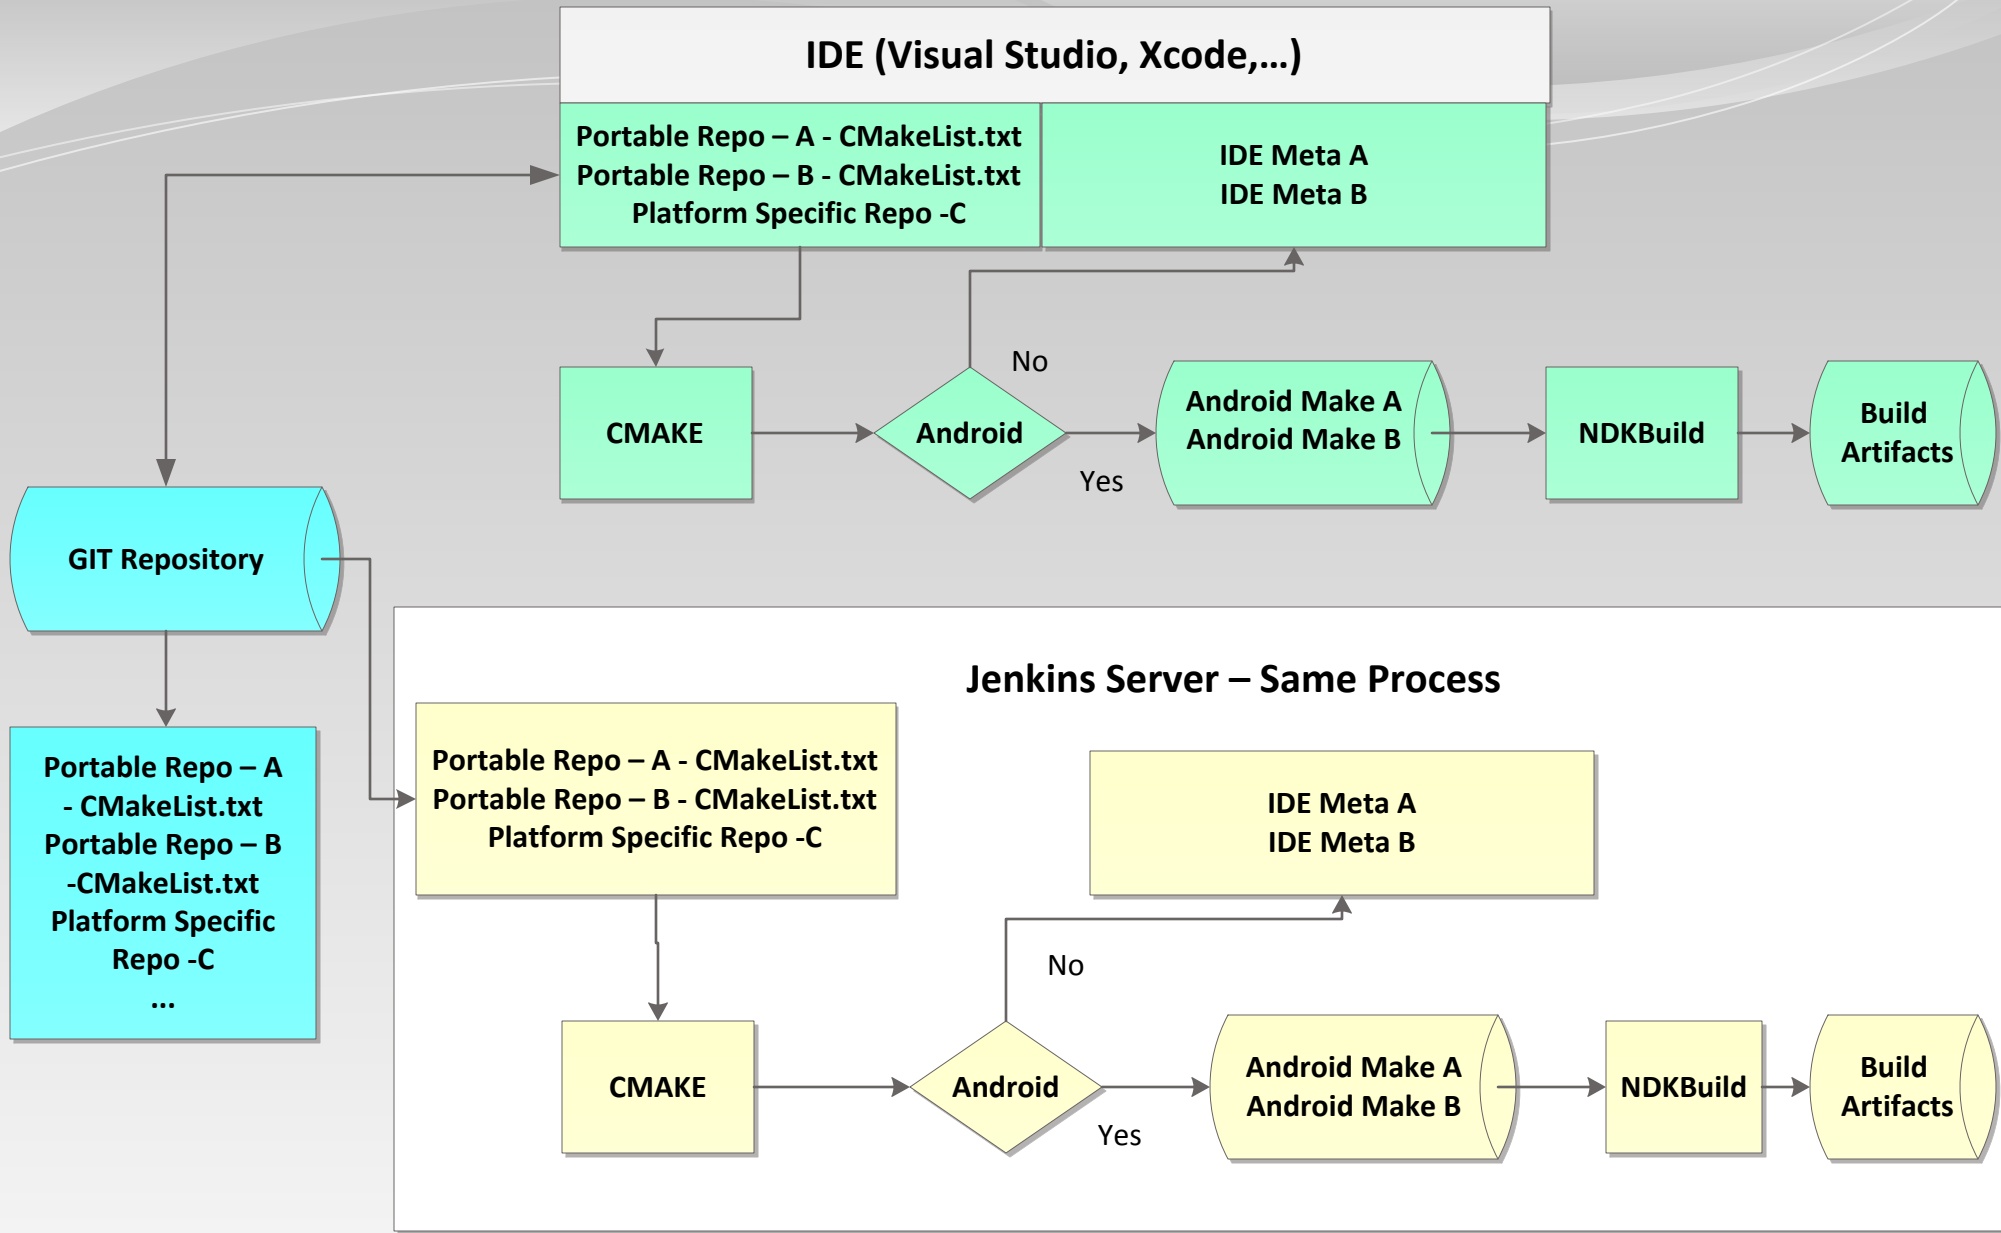 IDE (Visual Studio, Xcode,...)
Portable Repo – A - CMakeList.txt
Portable Repo – B - CMakeList.txt
Platform Specific Repo -C
IDE Meta A
IDE Meta B
No
CMAKE
Android
Yes
Android Make A
Android Make B
NDKBuild
Build
Artifacts
GIT Repository
Portable Repo – A
- CMakeList.txt
Portable Repo – B
-CMakeList.txt
Platform Specific
Repo -C
...
Jenkins Server – Same Process
Portable Repo – A - CMakeList.txt
Portable Repo – B - CMakeList.txt
Platform Specific Repo -C
IDE Meta A
IDE Meta B
No
CMAKE
Android
Yes
Android Make A
Android Make B
NDKBuild
Build
Artifacts